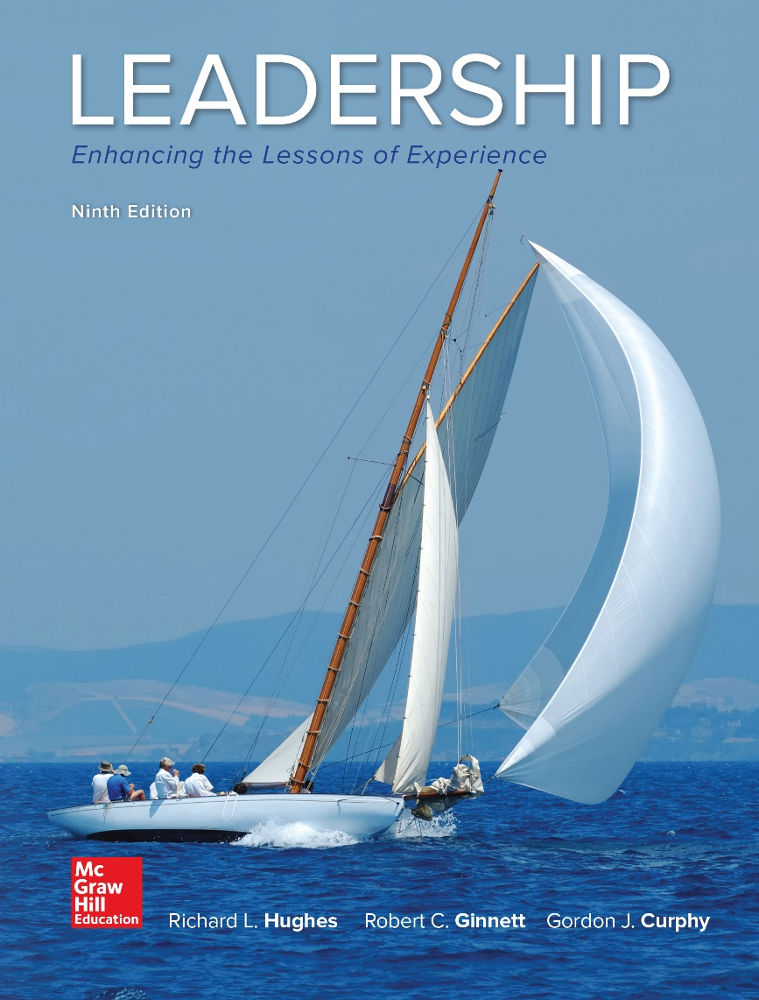 LEADERSHIP
Enhancing the Lessons of Experience
Ninth Edition
Mc
Graw
Hill
Education
Richard L. Hughes Robert C. Ginnett Gordon J. Curphy